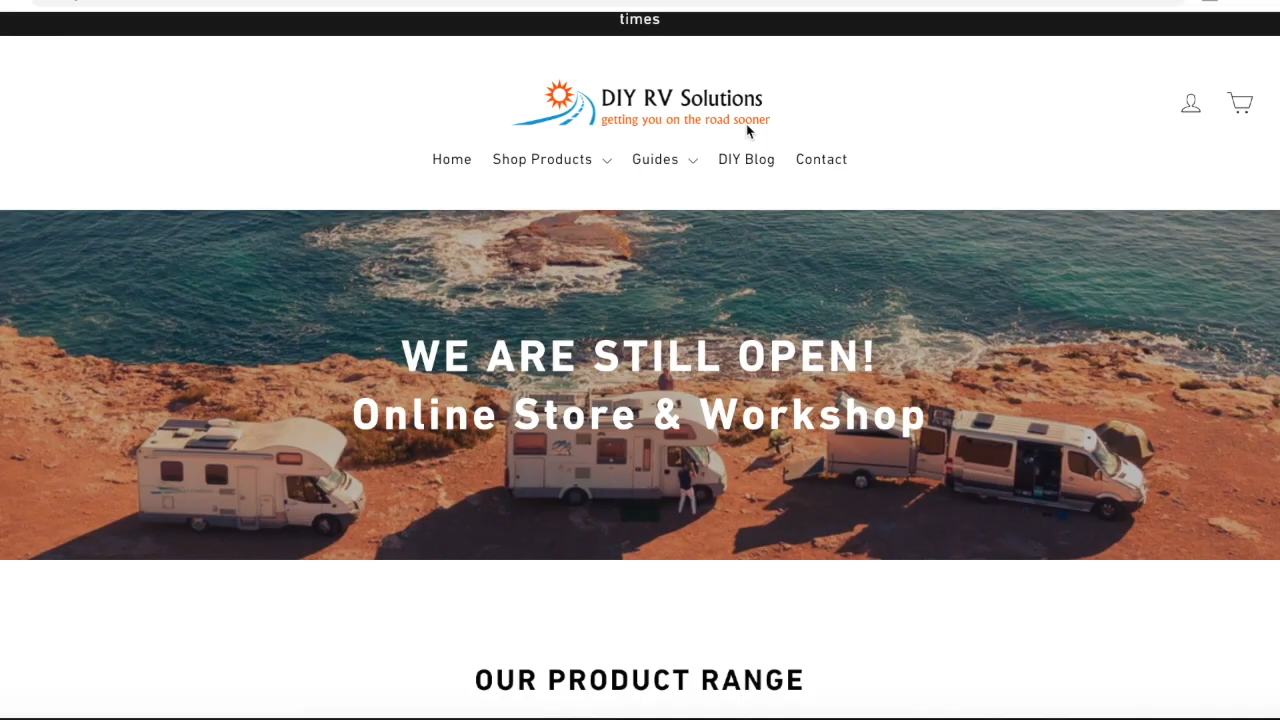 times
DIY RV Solutions
getting you on the road sooner
Home Shop Products Guides DIY Blog Contact
WE ARE STILL OPEN!
Online Store & Workshop
OUR PRODUCT RANGE